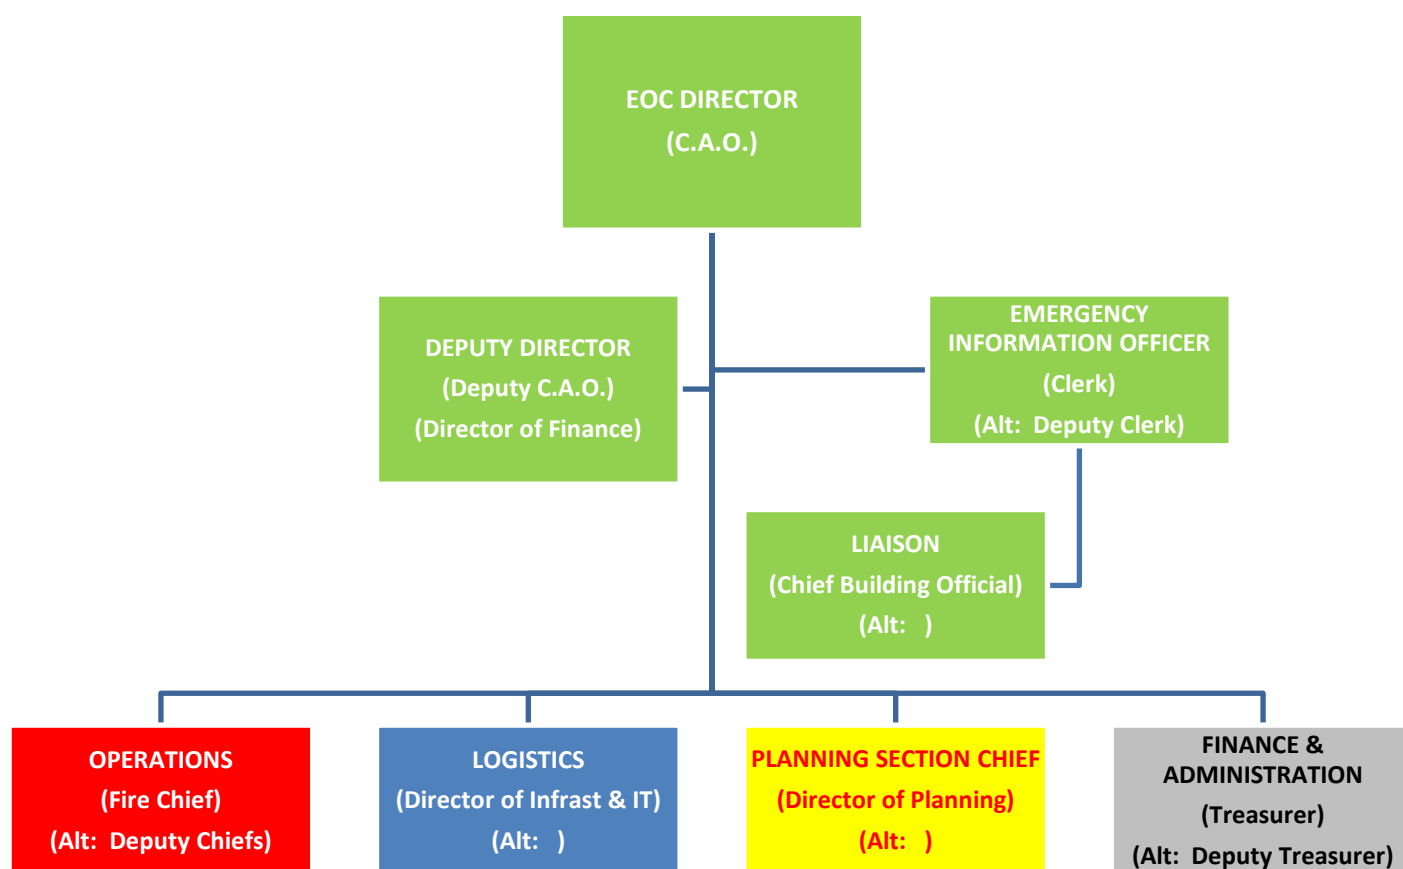 EOC DIRECTOR
(C.A.O.)
DEPUTY DIRECTOR
(Deputy C.A.O.)
(Director of Finance)
EMERGENCY
INFORMATION OFFICER
(Clerk)
(Alt:  Deputy Clerk)
LIAISON
(Chief Building Official)
(Alt:   )
OPERATIONS
(Fire Chief)
(Alt:  Deputy Chiefs)
LOGISTICS
(Director of Infrast & IT)
(Alt:   )
PLANNING SECTION CHIEF
(Director of Planning)
(Alt:   )
FINANCE &
ADMINISTRATION
(Treasurer)
(Alt:  Deputy Treasurer)